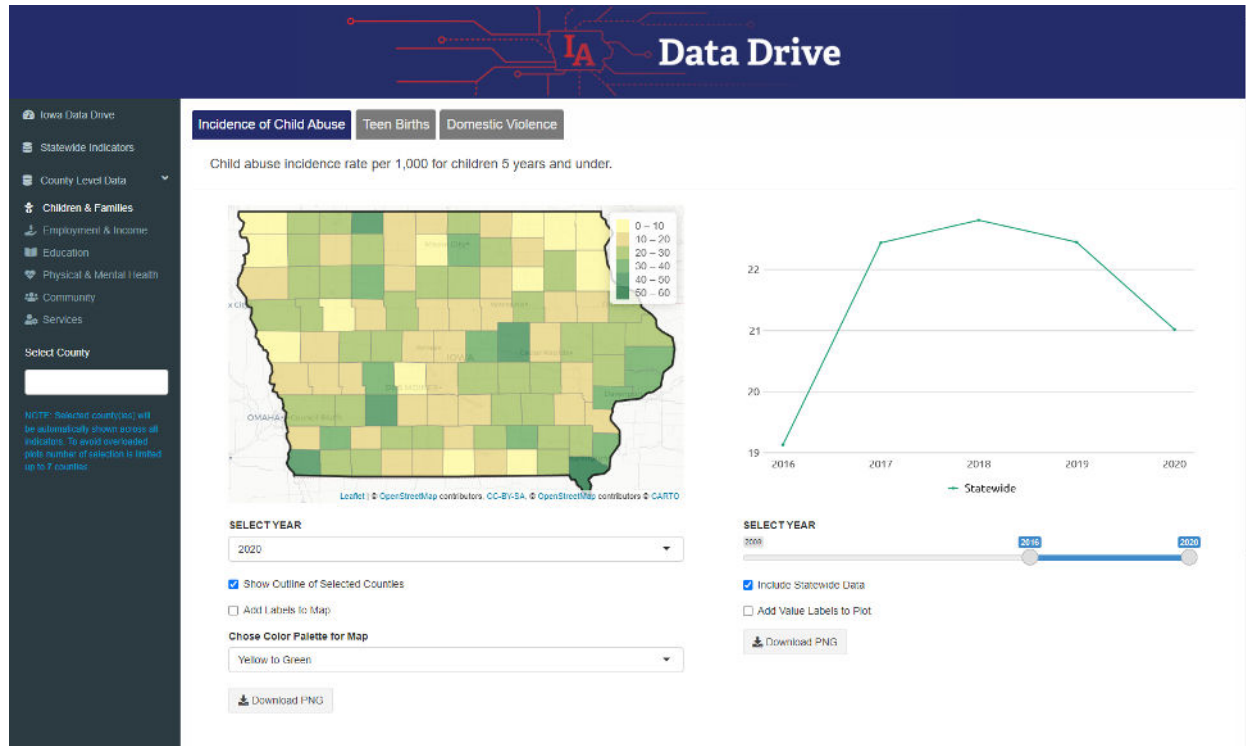 IA Data Drive
Iowa Data Drive
Statewide Indicators
County Level Data
Children & Families
Employment & Income
Education
Physical & Mental Health
Community
Services
Select County
NOTE: Selected county(ies) will
be automatically shown across all
indicators. To avoid overloaded
plots number of selection is limited
up to 7 counties.
Incidence of Child Abuse
Teen Births
Domestic Violence
Child abuse incidence rate per 1,000 for children 5 years and under.
0 – 10
10 – 20
20 – 30
30 – 40
40 – 50
50 – 60
IOWA
DES MOINES
OMAHA
Leaflet | © OpenStreetMap contributors, CC-BY-SA, © OpenStreetMap contributors © CARTO
SELECT YEAR
2020
Show Outline of Selected Counties
Add Labels to Map
Chose Color Palette for Map
Yellow to Green
Download PNG
22
21
20
19
2016 2017 2018 2019 2020
Statewide
SELECT YEAR
2016 2020
Include Statewide Data
Add Value Labels to Plot
Download PNG